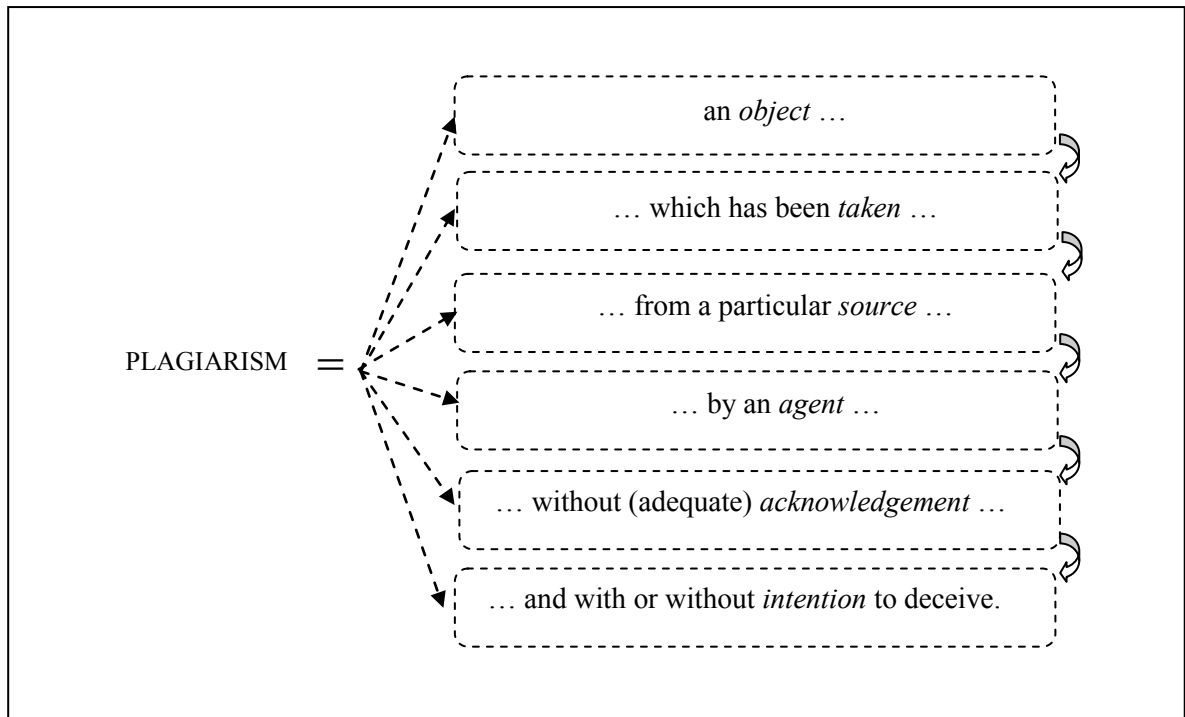 an object …
… which has been taken …
… from a particular source …
PLAGIARISM =
… by an agent …
… without (adequate) acknowledgement …
… and with or without intention to deceive.